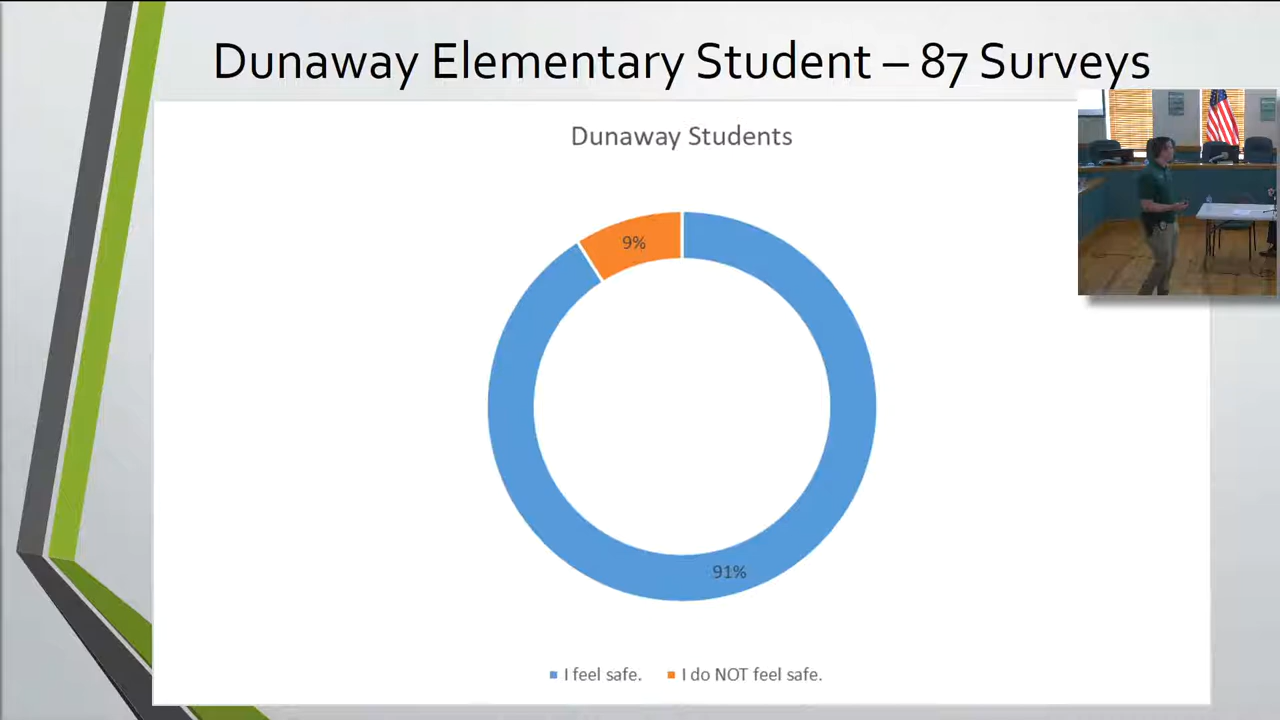 Dunaway Elementary Student – 87 Surveys
Dunaway Students
9%
91%
I feel safe.
I do NOT feel safe.